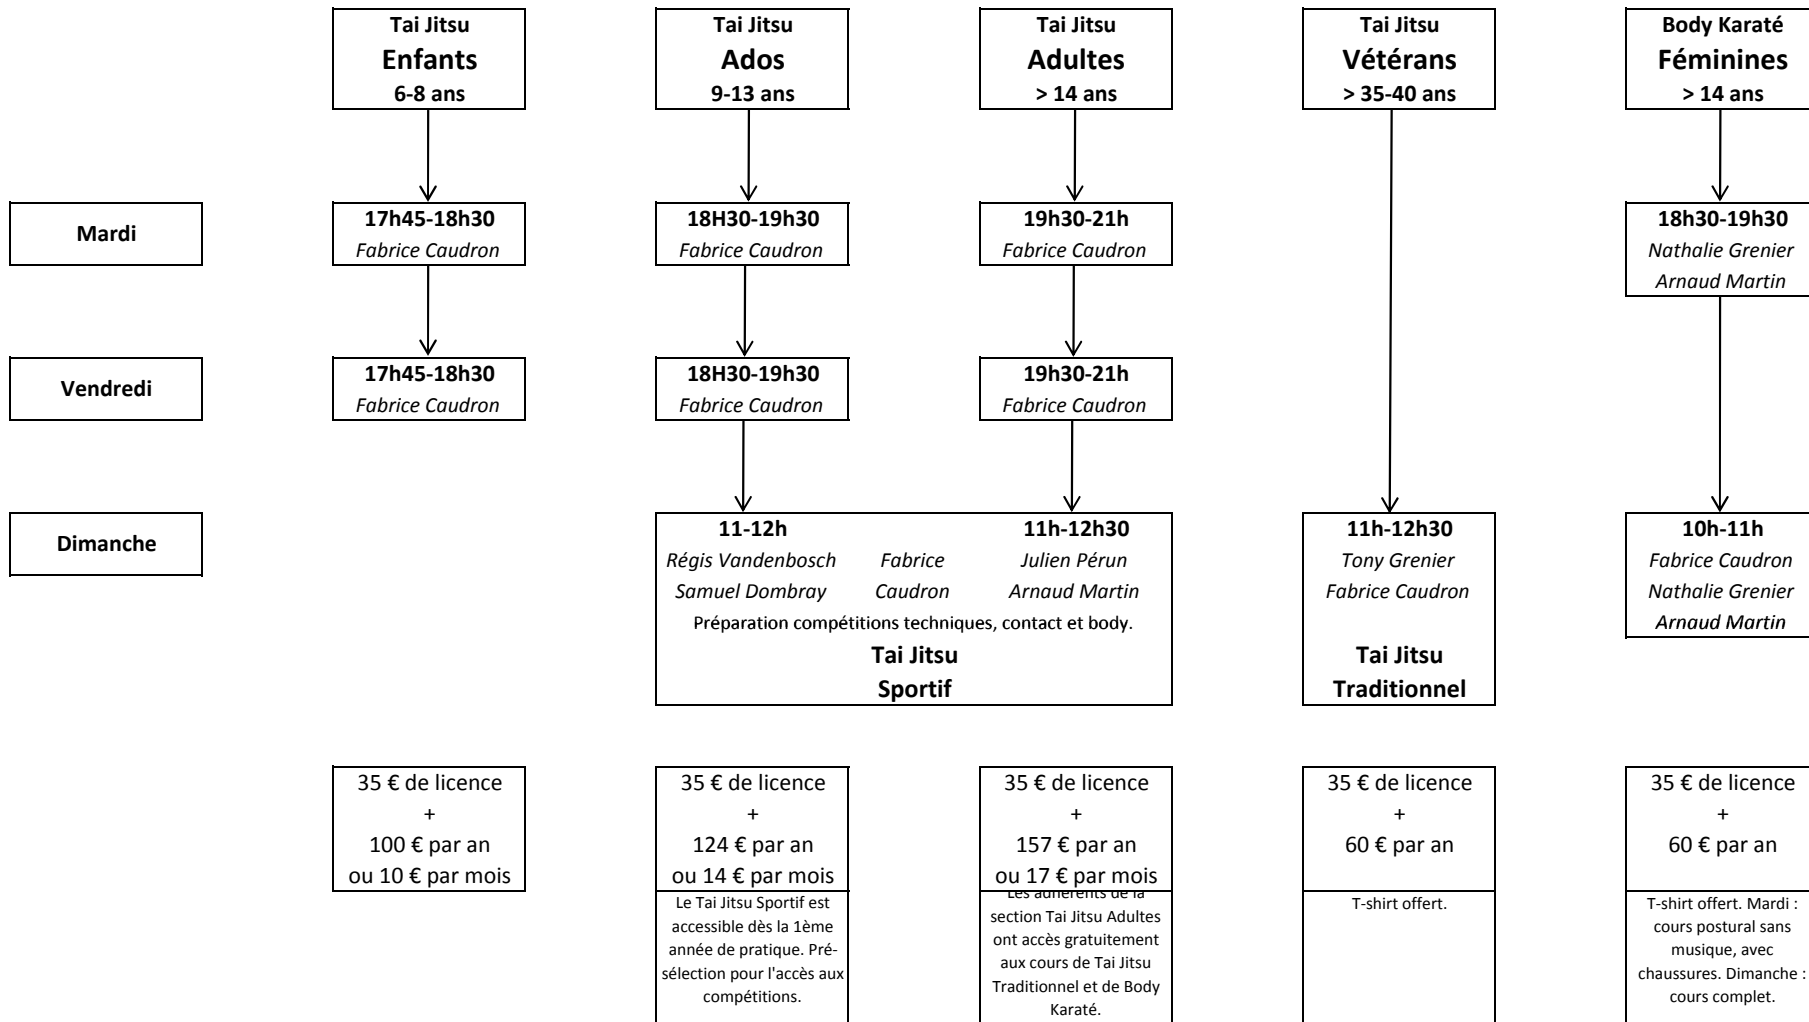 Tai Jitsu
Enfants
6-8 ans
Tai Jitsu
Ados
9-13 ans
Tai Jitsu
Adultes
> 14 ans
Tai Jitsu
Vétérans
> 35-40 ans
Body Karaté
Féminines
> 14 ans
Mardi
17h45-18h30
Fabrice Caudron
18H30-19h30
Fabrice Caudron
19h30-21h
Fabrice Caudron
18h30-19h30
Nathalie Grenier
Arnaud Martin
Vendredi
17h45-18h30
Fabrice Caudron
18H30-19h30
Fabrice Caudron
19h30-21h
Fabrice Caudron
Dimanche
11-12h
Régis Vandenbosch
Samuel Dombray
Fabrice
Caudron
11h-12h30
Julien Pérun
Arnaud Martin
Préparation compétitions techniques, contact et body.
Tai Jitsu
Sportif
11h-12h30
Tony Grenier
Fabrice Caudron
Tai Jitsu
Traditionnel
10h-11h
Fabrice Caudron
Nathalie Grenier
Arnaud Martin
35 € de licence
+
100 € par an
ou 10 € par mois
35 € de licence
+
124 € par an
ou 14 € par mois
Le Tai Jitsu Sportif est
accessible dès la 1ème
année de pratique. Pré-
sélection pour l'accès aux
compétitions.
35 € de licence
+
157 € par an
ou 17 € par mois
Les adhérents de la
section Tai Jitsu Adultes
ont accès gratuitement
aux cours de Tai Jitsu
Traditionnel et de Body
Karaté.
35 € de licence
+
60 € par an
T-shirt offert.
35 € de licence
+
60 € par an
T-shirt offert. Mardi :
cours postural sans
musique, avec
chaussures. Dimanche :
cours complet.